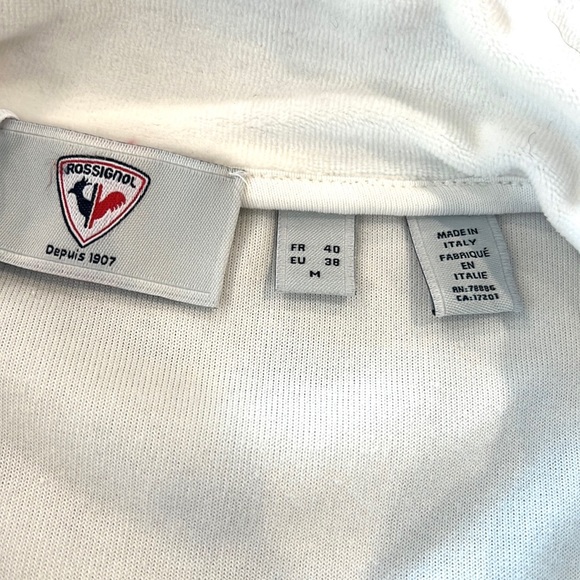 ROSSIGNOL
Depuis 1907
FR 40
EU 38
M
MADE IN
ITALY
FABRIQUÉ
EN
ITALIE
RN:78886
CA:17201